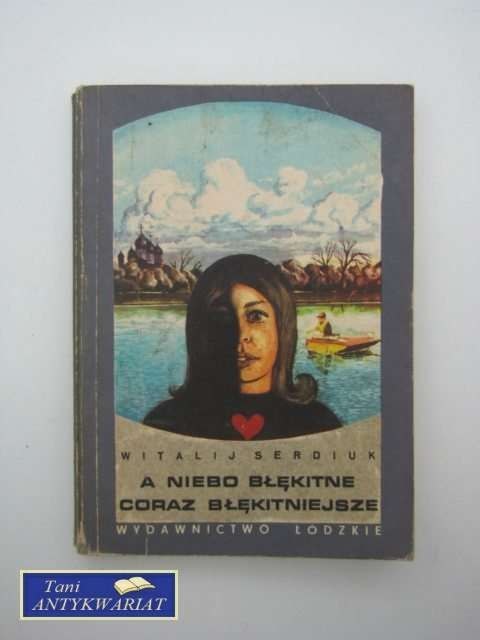 WITALIJ SERDIUK
A NIEBO BŁĘKITNE
CORAZ BŁĘKITNIEJSZE
WYDAWNICTWO ŁÓDZKIE
Tani
ANTYKWARIAT